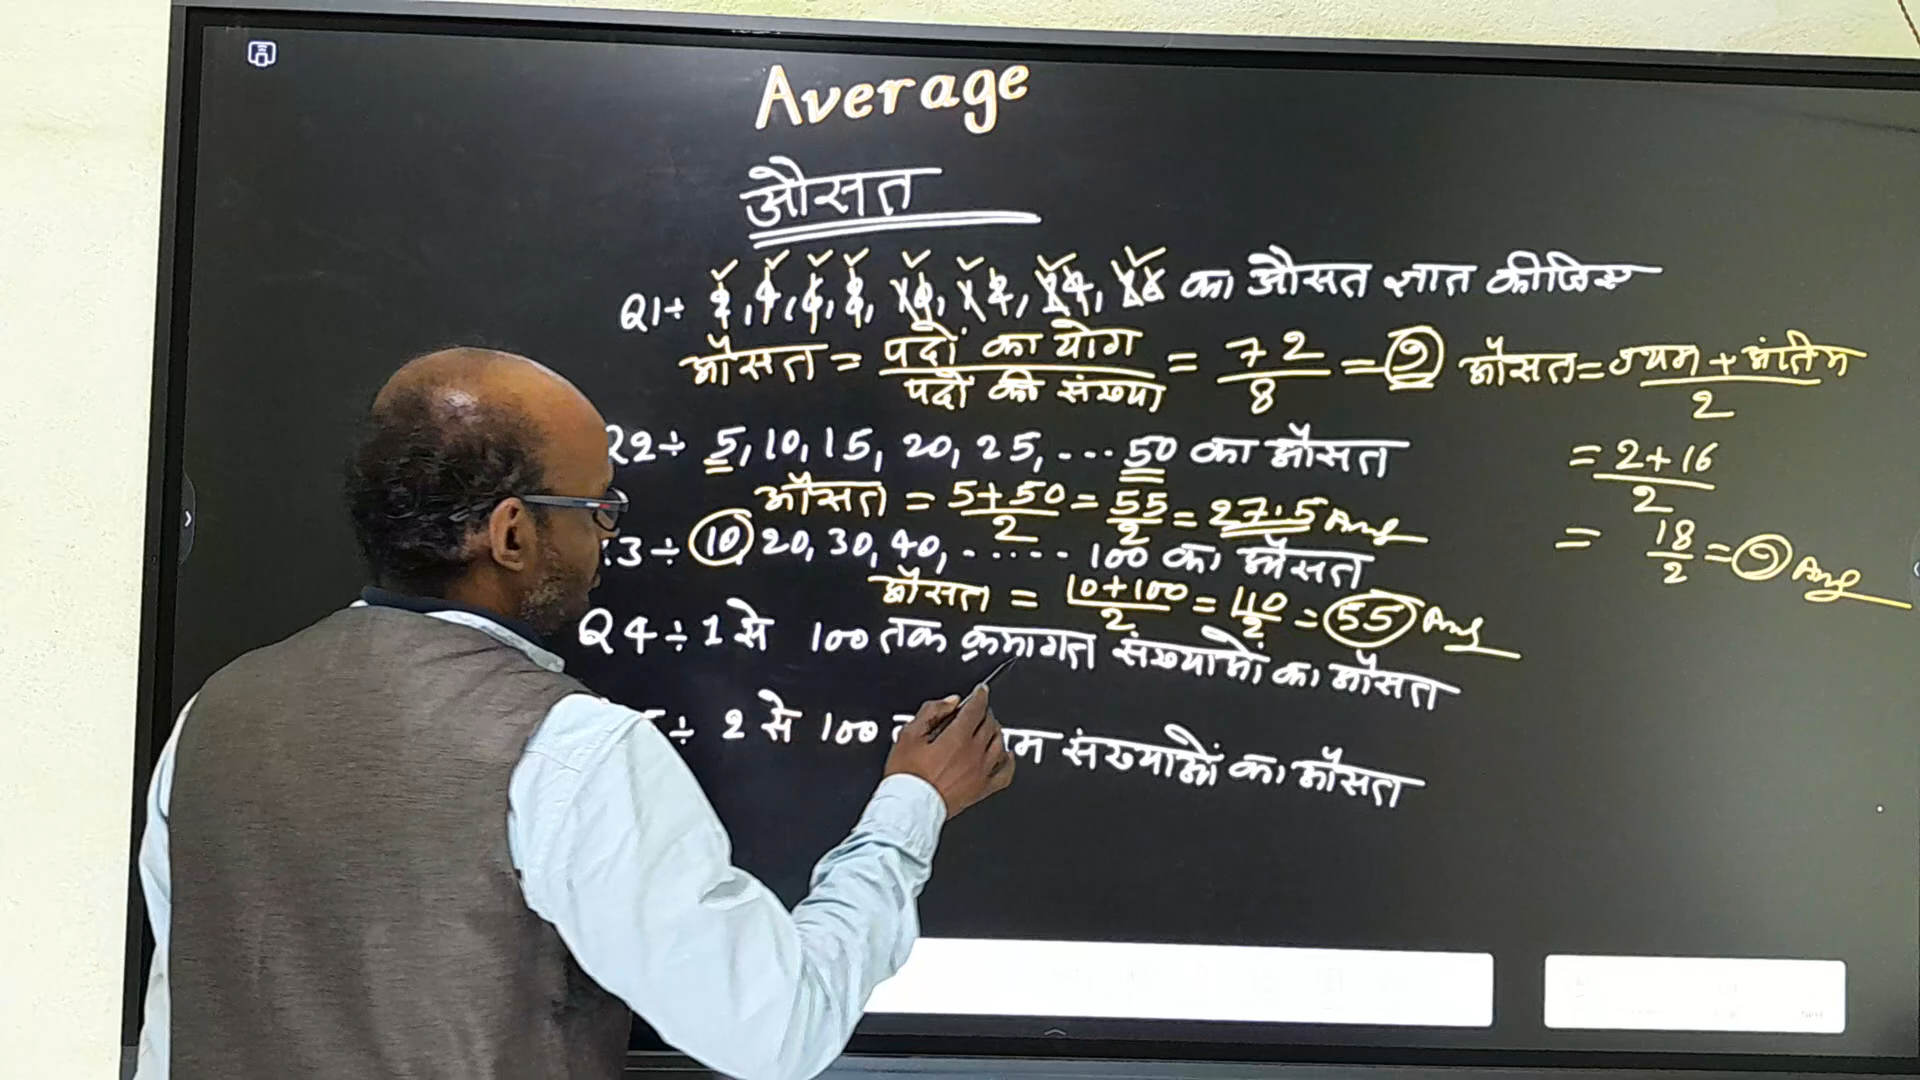 Average
औसत
Q1÷ 2, 4, 6, 8, 10, 12, 14, 16 का औसत ज्ञात कीजिए
औसत = पदों का योग / पदों की संख्या = 72/8 = 9
औसत = प्रथम + अंतिम / 2
= 2+16 / 2
= 18/2 = 9 Ans
Q2÷ 5, 10, 15, 20, 25, ... 50 का औसत
औसत = 5+50 / 2 = 55/2 = 27.5 Ans
3÷ 10, 20, 30, 40, ...... 100 का औसत
औसत = 10+100 / 2 = 110/2 = 55 Ans
Q4÷ 1 से 100 तक क्रमागत संख्याओं का औसत
÷ 2 से 100 संख्याओं का औसत